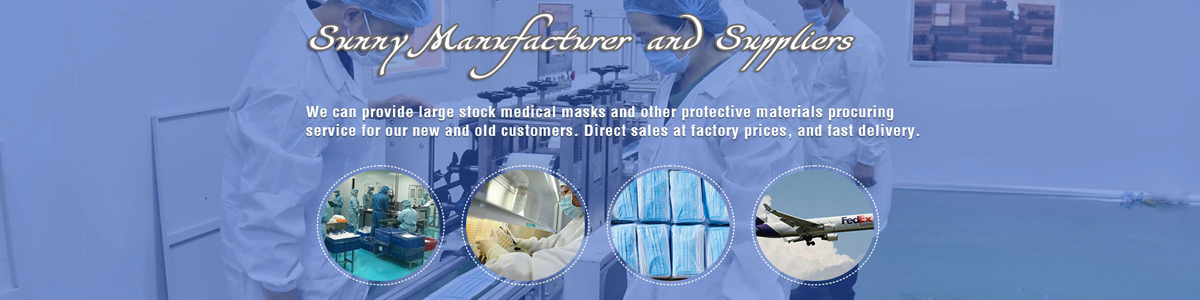 Sunny Manufacturer and Suppliers
We can provide large stock medical masks and other protective materials procuring
service for our new and old customers. Direct sales at factory prices, and fast delivery.
FedEx